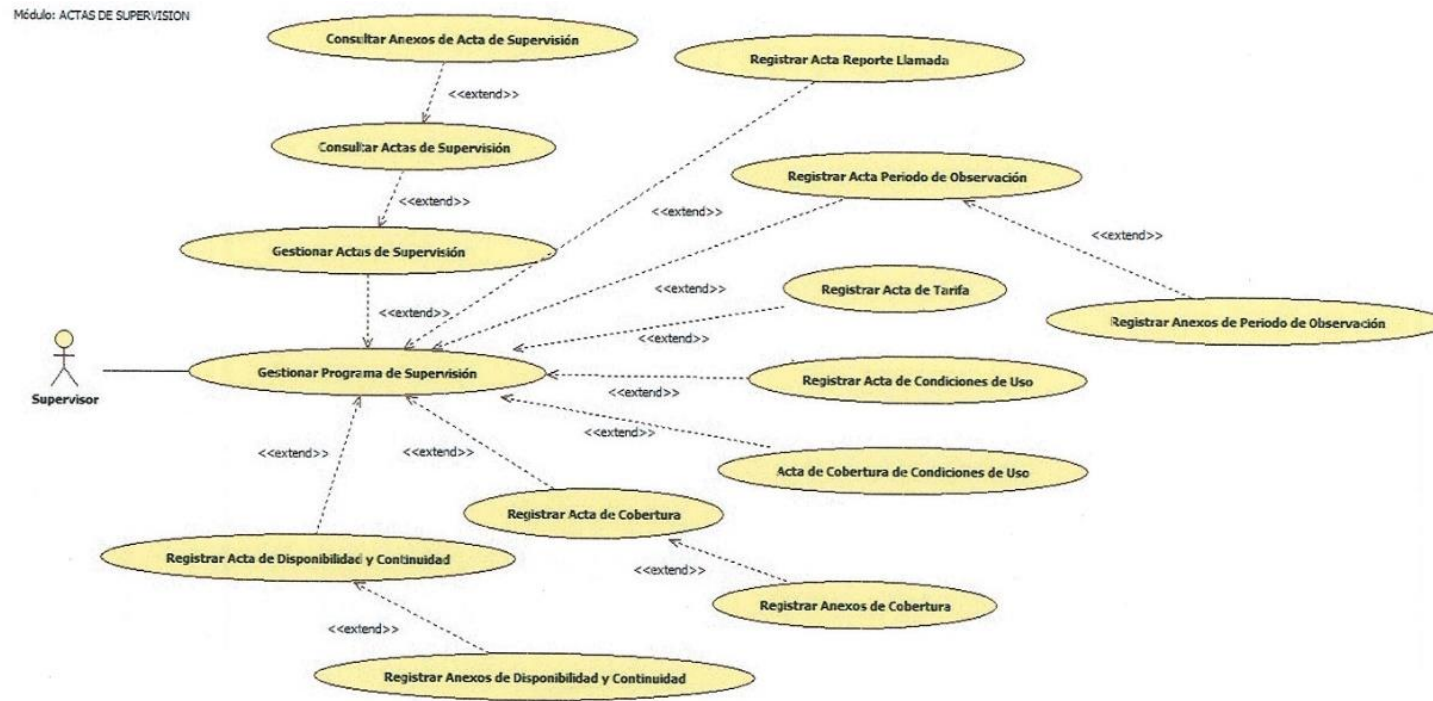 Módulo: ACTAS DE SUPERVISION
Consultar Anexos de Acta de Supervisión
Registrar Acta Reporte Llamada
<<extend>>
Consultar Actas de Supervisión
Registrar Acta Periodo de Observación
<<extend>>
<<extend>>
<<extend>>
Gestionar Actas de Supervisión
Registrar Acta de Tarifa
<<extend>>
<<extend>>
Registrar Anexos de Periodo de Observación
<<extend>>
Gestionar Programa de Supervisión
Registrar Acta de Condiciones de Uso
Supervisor
<<extend>>
<<extend>>
<<extend>>
<<extend>>
Acta de Cobertura de Condiciones de Uso
Registrar Acta de Cobertura
Registrar Acta de Disponibilidad y Continuidad
<<extend>>
Registrar Anexos de Cobertura
<<extend>>
Registrar Anexos de Disponibilidad y Continuidad